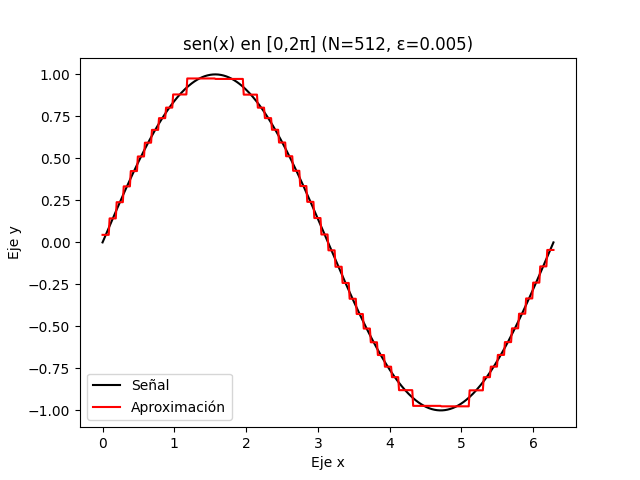 sen(x) en [0,2π] (N=512, ε=0.005)
1.00
0.75
0.50
0.25
0.00
−0.25
−0.50
−0.75
−1.00
Eje y
Señal
Aproximación
0 1 2 3 4 5 6
Eje x